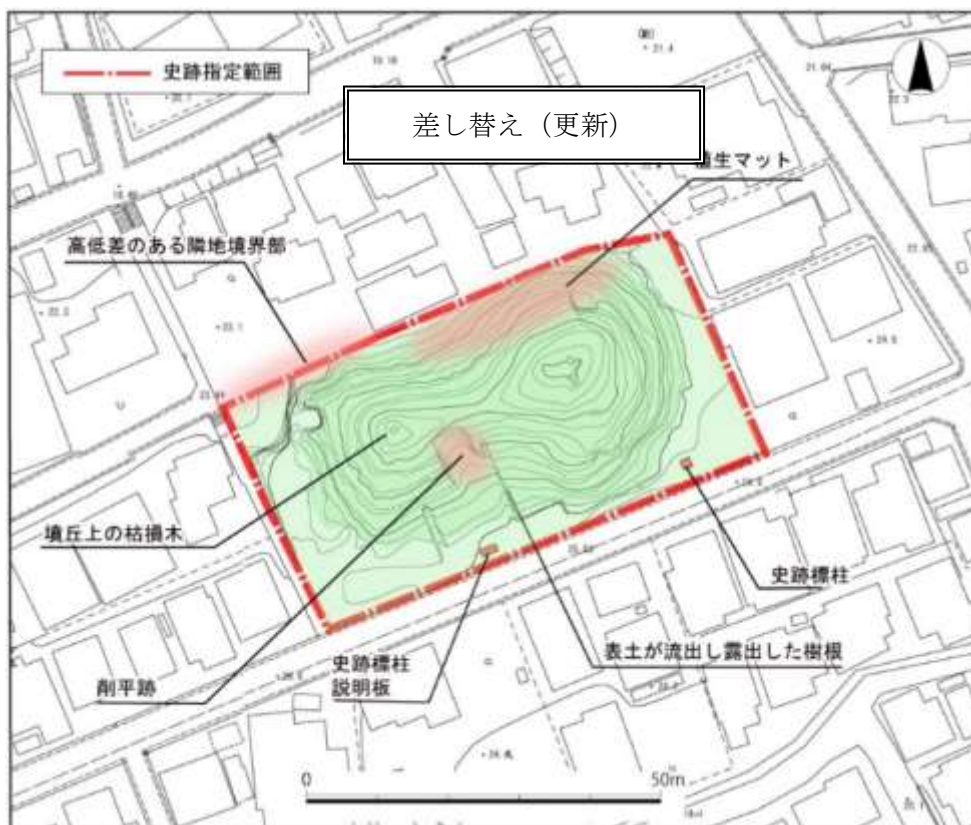 史跡指定範囲
差し替え（更新）
植生マット
高低差のある隣地境界部
墳丘上の枯損木
史跡標柱
表土が流出し露出した樹根
史跡標柱
説明板
削平跡
0
50m